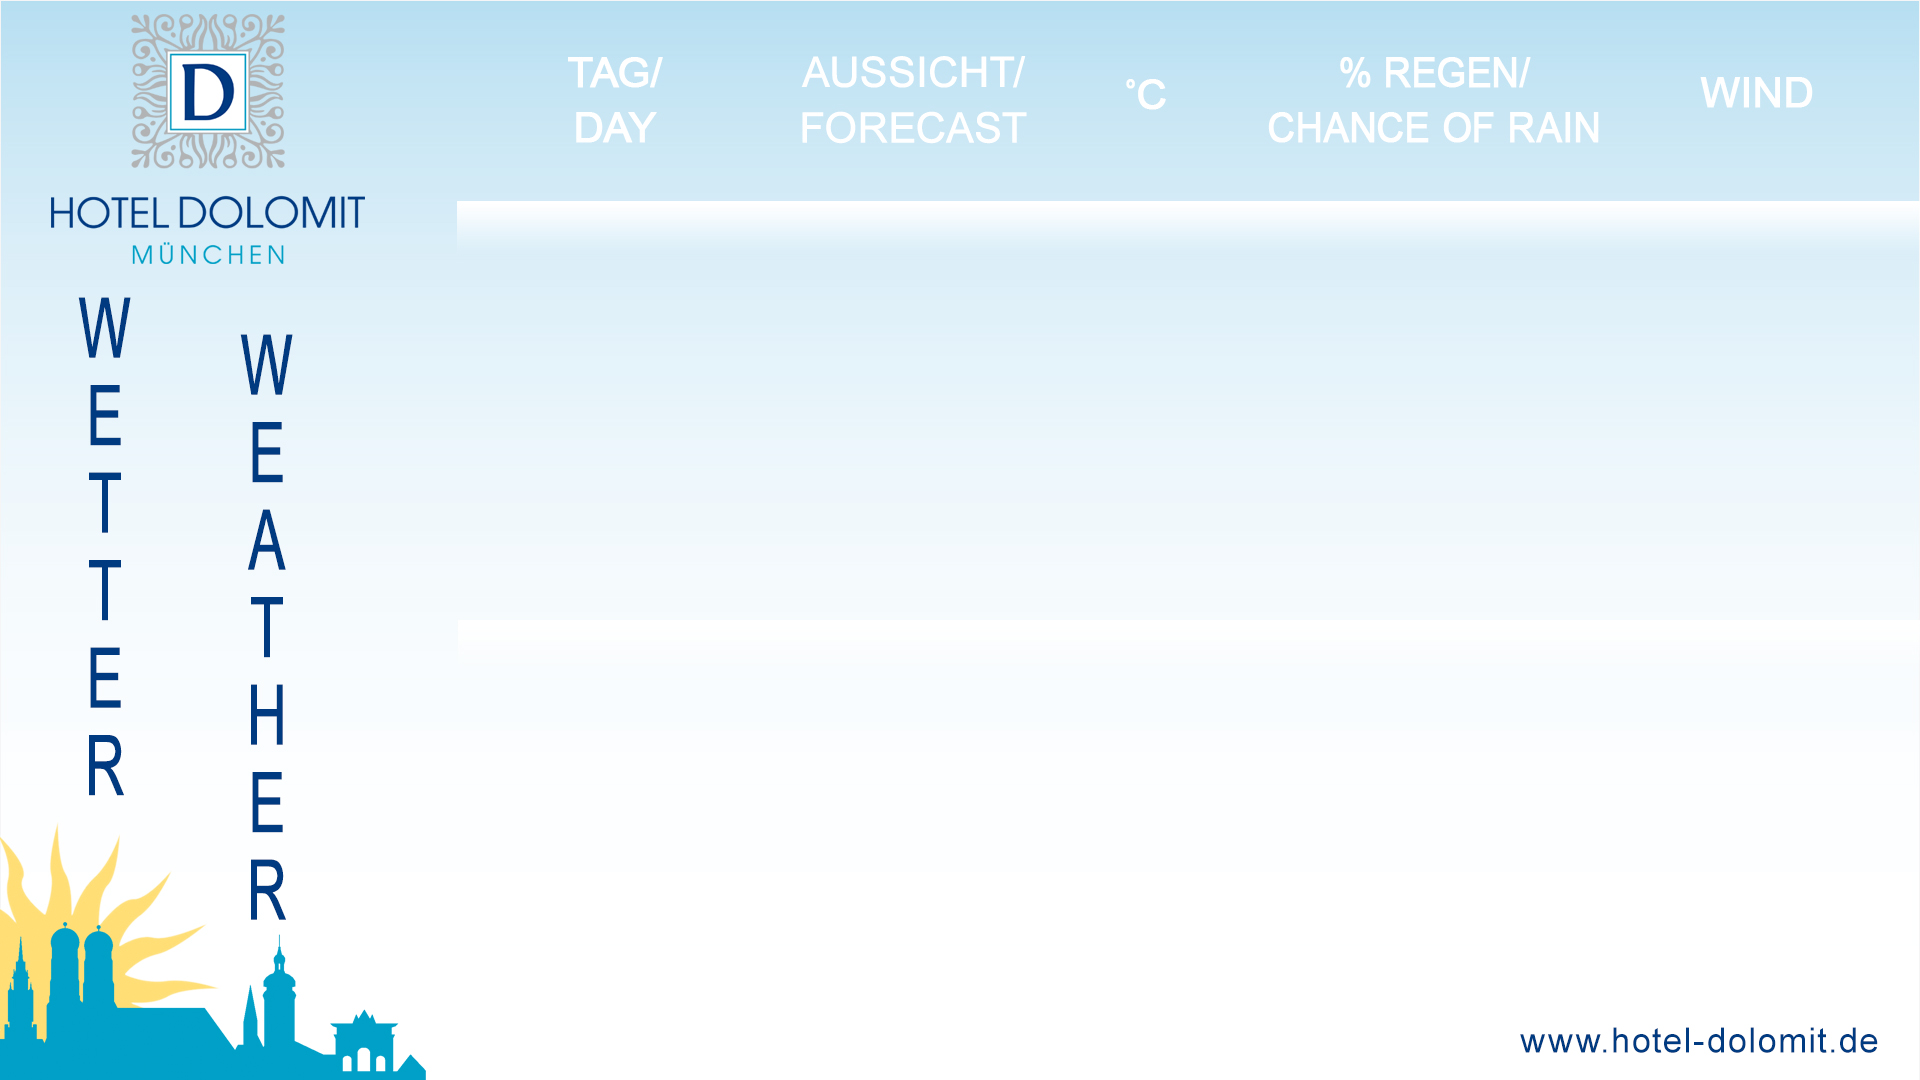 D
HOTEL DOLOMIT
MÜNCHEN
WETTER
WEATHER
TAG/
DAY
AUSSICHT/
FORECAST
°C
% REGEN/
CHANCE OF RAIN
WIND
www.hotel-dolomit.de